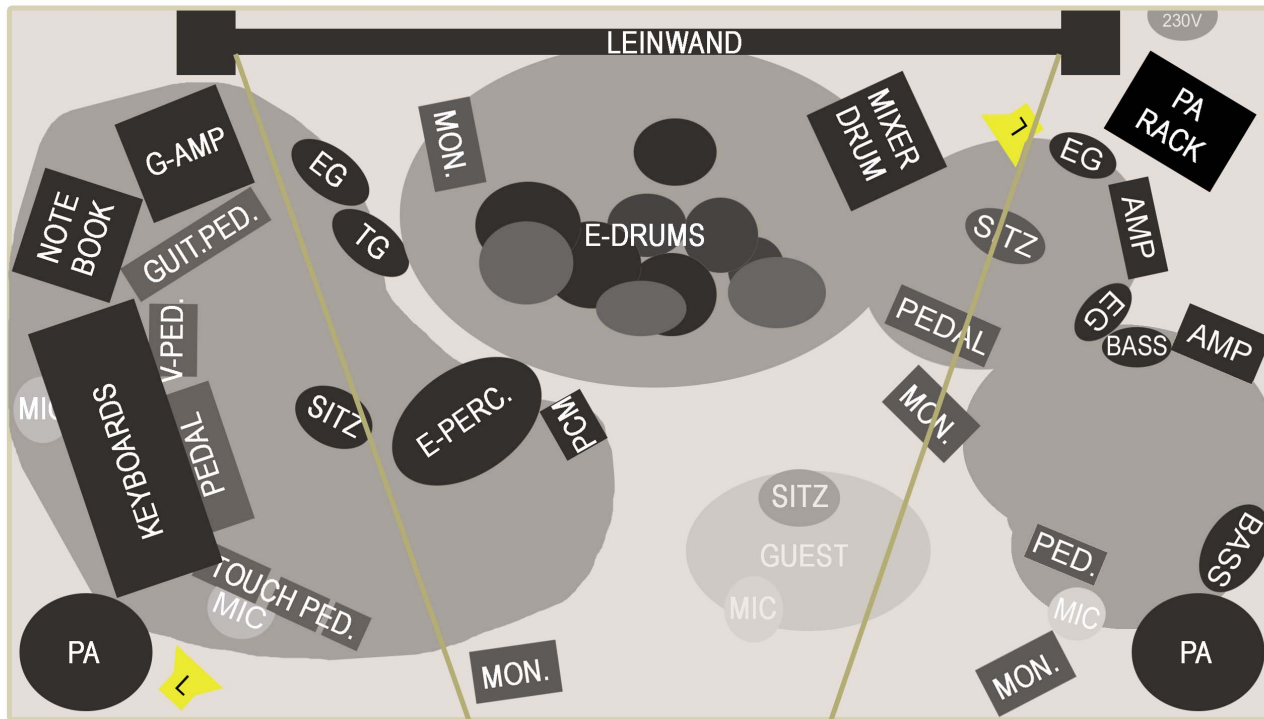 230V
LEINWAND
PA
RACK
MIXER
DRUM
MON.
G-AMP
EG
L
EG
NOTE
BOOK
GUIT.PED.
TG
E-DRUMS
SITZ
AMP
V-PED.
PEDAL
EG
BASS
AMP
MIC
KEYBOARDS
PEDAL
SITZ
E-PERC.
PCM
MON.
SITZ
GUEST
MIC
BASS
PED.
MIC
TOUCH PED.
MIC
PA
L
MON.
MON.
PA